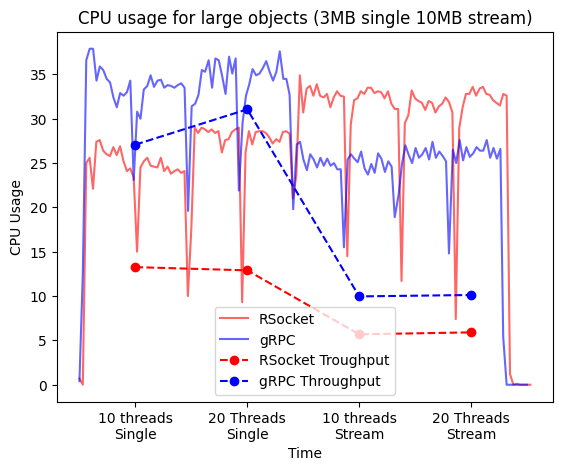 CPU usage for large objects (3MB single 10MB stream)
CPU Usage
35
30
25
20
15
10
5
0
RSocket
gRPC
RSocket Troughput
gRPC Throughput
10 threads
Single
20 Threads
Single
10 threads
Stream
20 Threads
Stream
Time